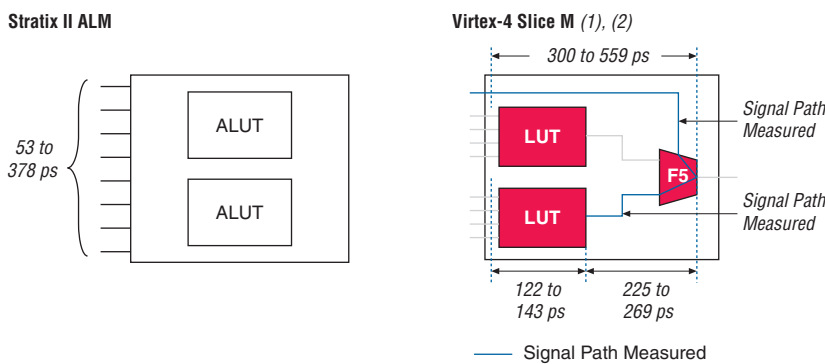 Stratix II ALM
53 to
378 ps
ALUT
ALUT
Virtex-4 Slice M (1), (2)
300 to 559 ps
LUT
LUT
F5
Signal Path
Measured
Signal Path
Measured
122 to
143 ps
225 to
269 ps
Signal Path Measured